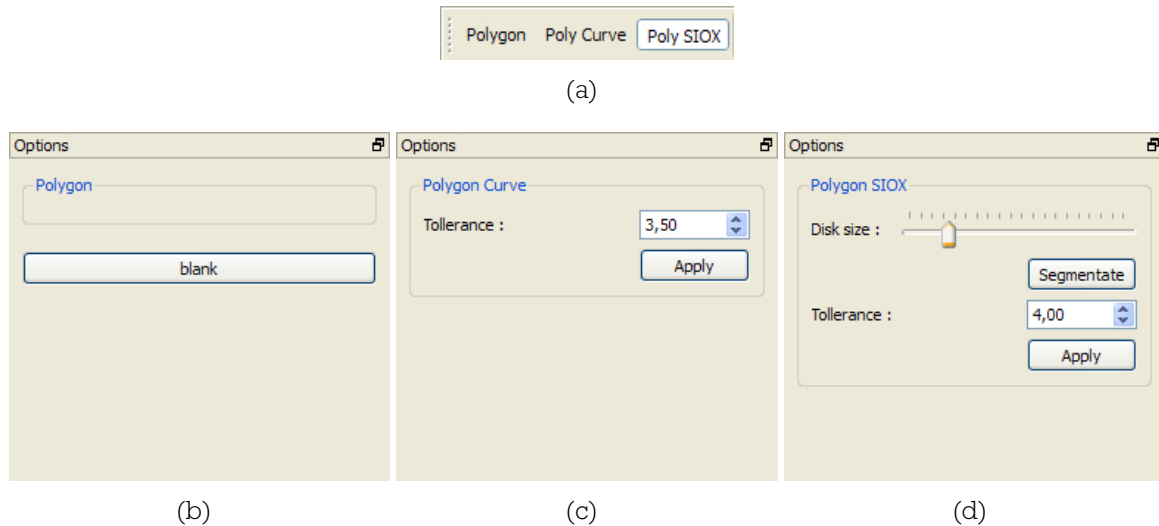 Polygon Poly Curve Poly SIOX
(a)
Options Options Options
Polygon Polygon Curve Polygon SIOX
Tollerance : 3,50 Disk size :
blank Apply Segmentate
Tollerance : 4,00
Apply
(b) (c) (d)